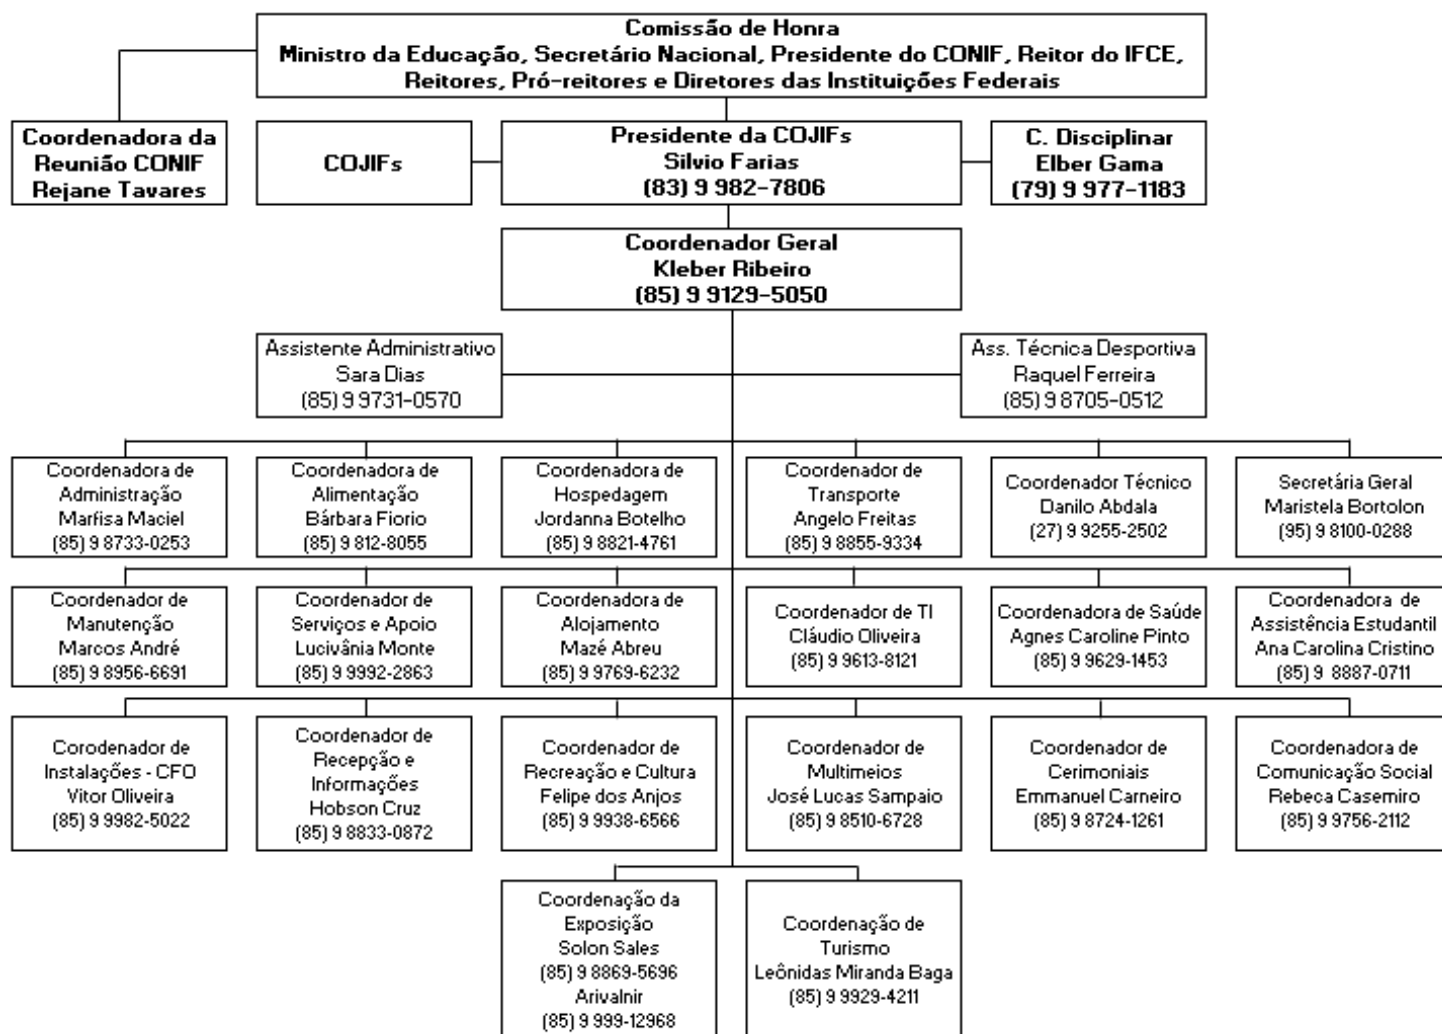 Comissão de Honra
Ministro da Educação, Secretário Nacional, Presidente do CONIF, Reitor do IFCE,
Reitores, Pró-reitores e Diretores das Instituições Federais
Coordenadora da
Reunião CONIF
Rejane Tavares
COJIFs
Presidente da COJIFs
Silvio Farias
(83) 9 982-7806
C. Disciplinar
Elber Gama
(79) 9 977-1183
Coordenador Geral
Kleber Ribeiro
(85) 9 9129-5050
Assistente Administrativo
Sara Dias
(85) 9 9731-0570
Ass. Técnica Desportiva
Raquel Ferreira
(85) 9 8705-0512
Coordenadora de
Administração
Marfisa Maciel
(85) 9 8733-0253
Coordenadora de
Alimentação
Bárbara Fiorio
(85) 9 812-8055
Coordenadora de
Hospedagem
Jordanna Botelho
(85) 9 8821-4761
Coordenador de
Transporte
Angelo Freitas
(85) 9 8855-9334
Coordenador Técnico
Danilo Abdala
(27) 9 9255-2502
Secretária Geral
Maristela Bortolon
(95) 9 8100-0288
Coordenador de
Manutenção
Marcos André
(85) 9 8956-6691
Coordenador de
Serviços e Apoio
Lucivânia Monte
(85) 9 9992-2863
Coordenadora de
Alojamento
Mazé Abreu
(85) 9 9769-6232
Coordenador de TI
Cláudio Oliveira
(85) 9 9613-8121
Coordenadora de Saúde
Agnes Caroline Pinto
(85) 9 9629-1453
Coordenadora de
Assistência Estudantil
Ana Carolina Cristino
(85) 9 8887-0711
Corodenador de
Instalações - CFO
Vitor Oliveira
(85) 9 9982-5022
Coordenador de
Recepção e
Informações
Hobson Cruz
(85) 9 8833-0872
Coordenador de
Recreação e Cultura
Felipe dos Anjos
(85) 9 9938-6566
Coordenador de
Multimeios
José Lucas Sampaio
(85) 9 8510-6728
Coordenador de
Cerimoniais
Emmanuel Carneiro
(85) 9 8724-1261
Coordenadora de
Comunicação Social
Rebeca Casemiro
(85) 9 9756-2112
Coordenação da
Exposição
Solon Sales
(85) 9 8869-5696
Arivalnir
(85) 9 999-12968
Coordenação de
Turismo
Leônidas Miranda Baga
(85) 9 9929-4211